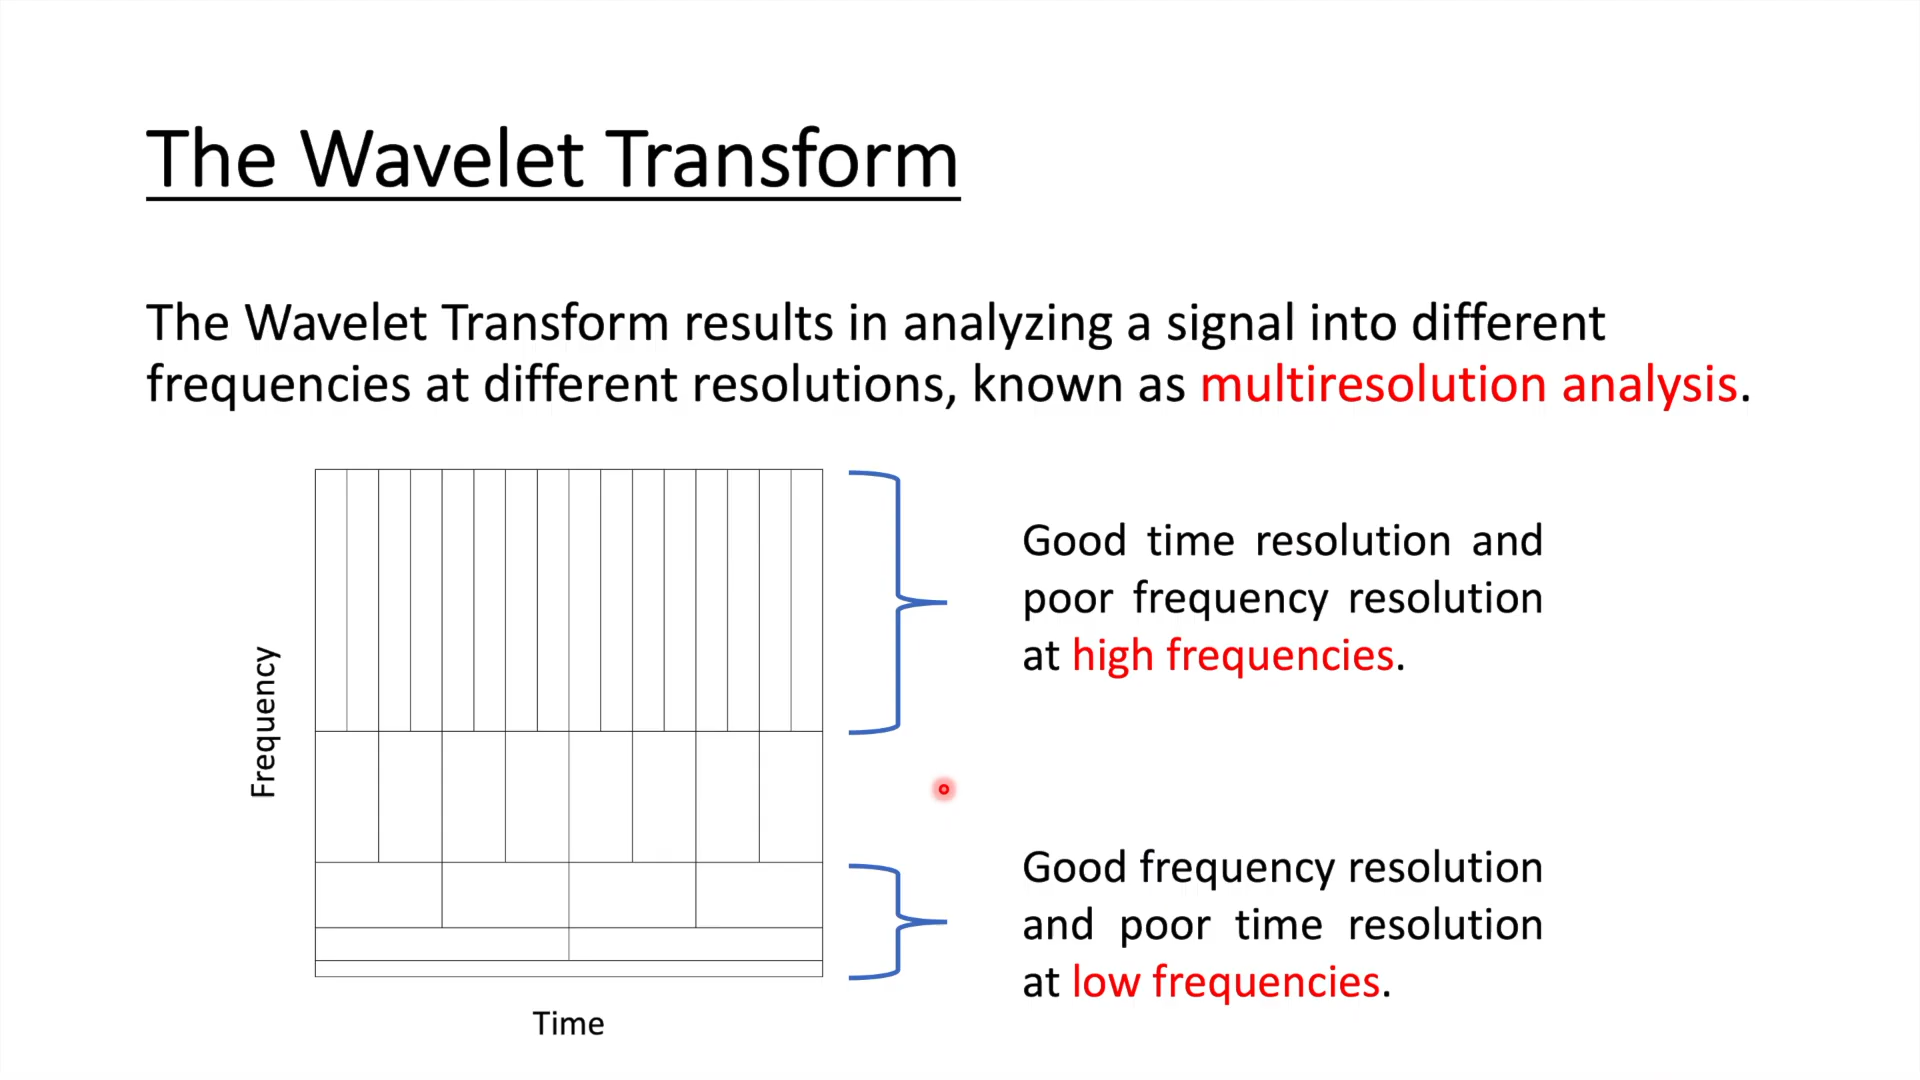 The Wavelet Transform
The Wavelet Transform results in analyzing a signal into different
frequencies at different resolutions, known as multiresolution analysis.
Frequency
Time
Good time resolution and
poor frequency resolution
at high frequencies.
Good frequency resolution
and poor time resolution
at low frequencies.